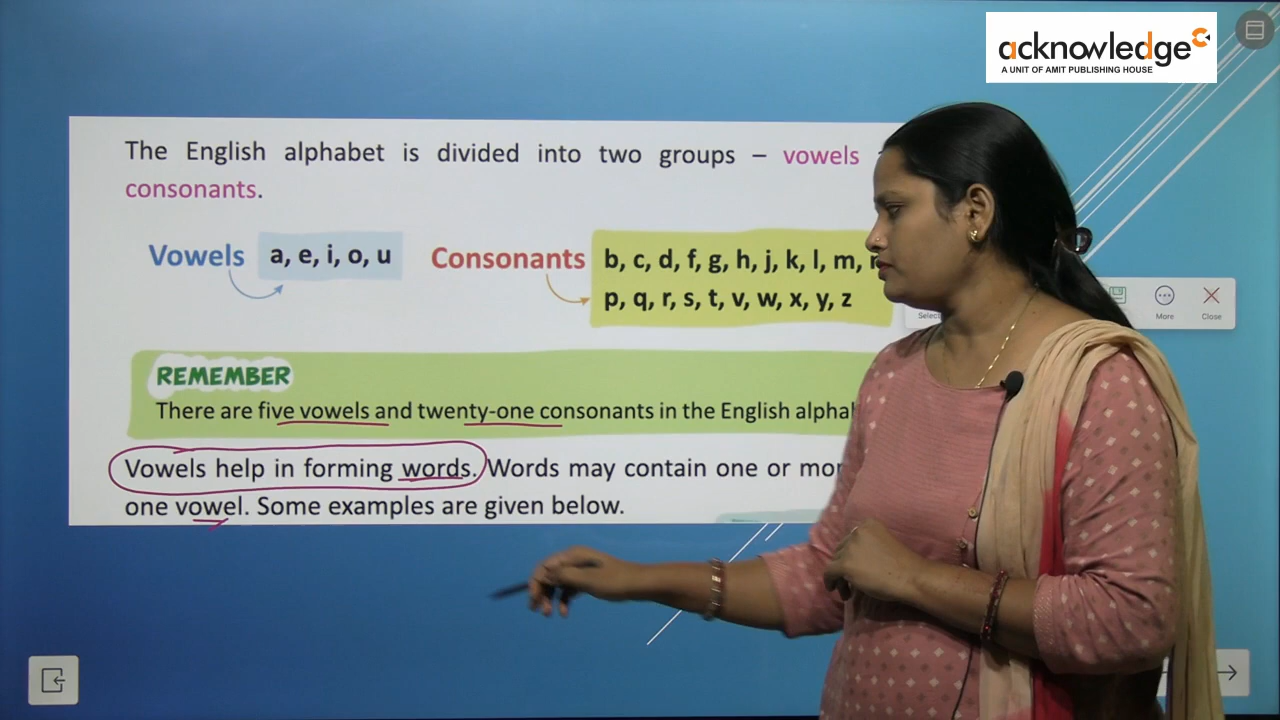 acknowledge
A UNIT OF AMIT PUBLISHING HOUSE
The English alphabet is divided into two groups – vowels
consonants.
Vowels a, e, i, o, u Consonants b, c, d, f, g, h, j, k, l, m,
p, q, r, s, t, v, w, x, y, z
REMEMBER
There are five vowels and twenty-one consonants in the English
Vowels help in forming words. Words may contain one or
one vowel. Some examples are given below.
More Close